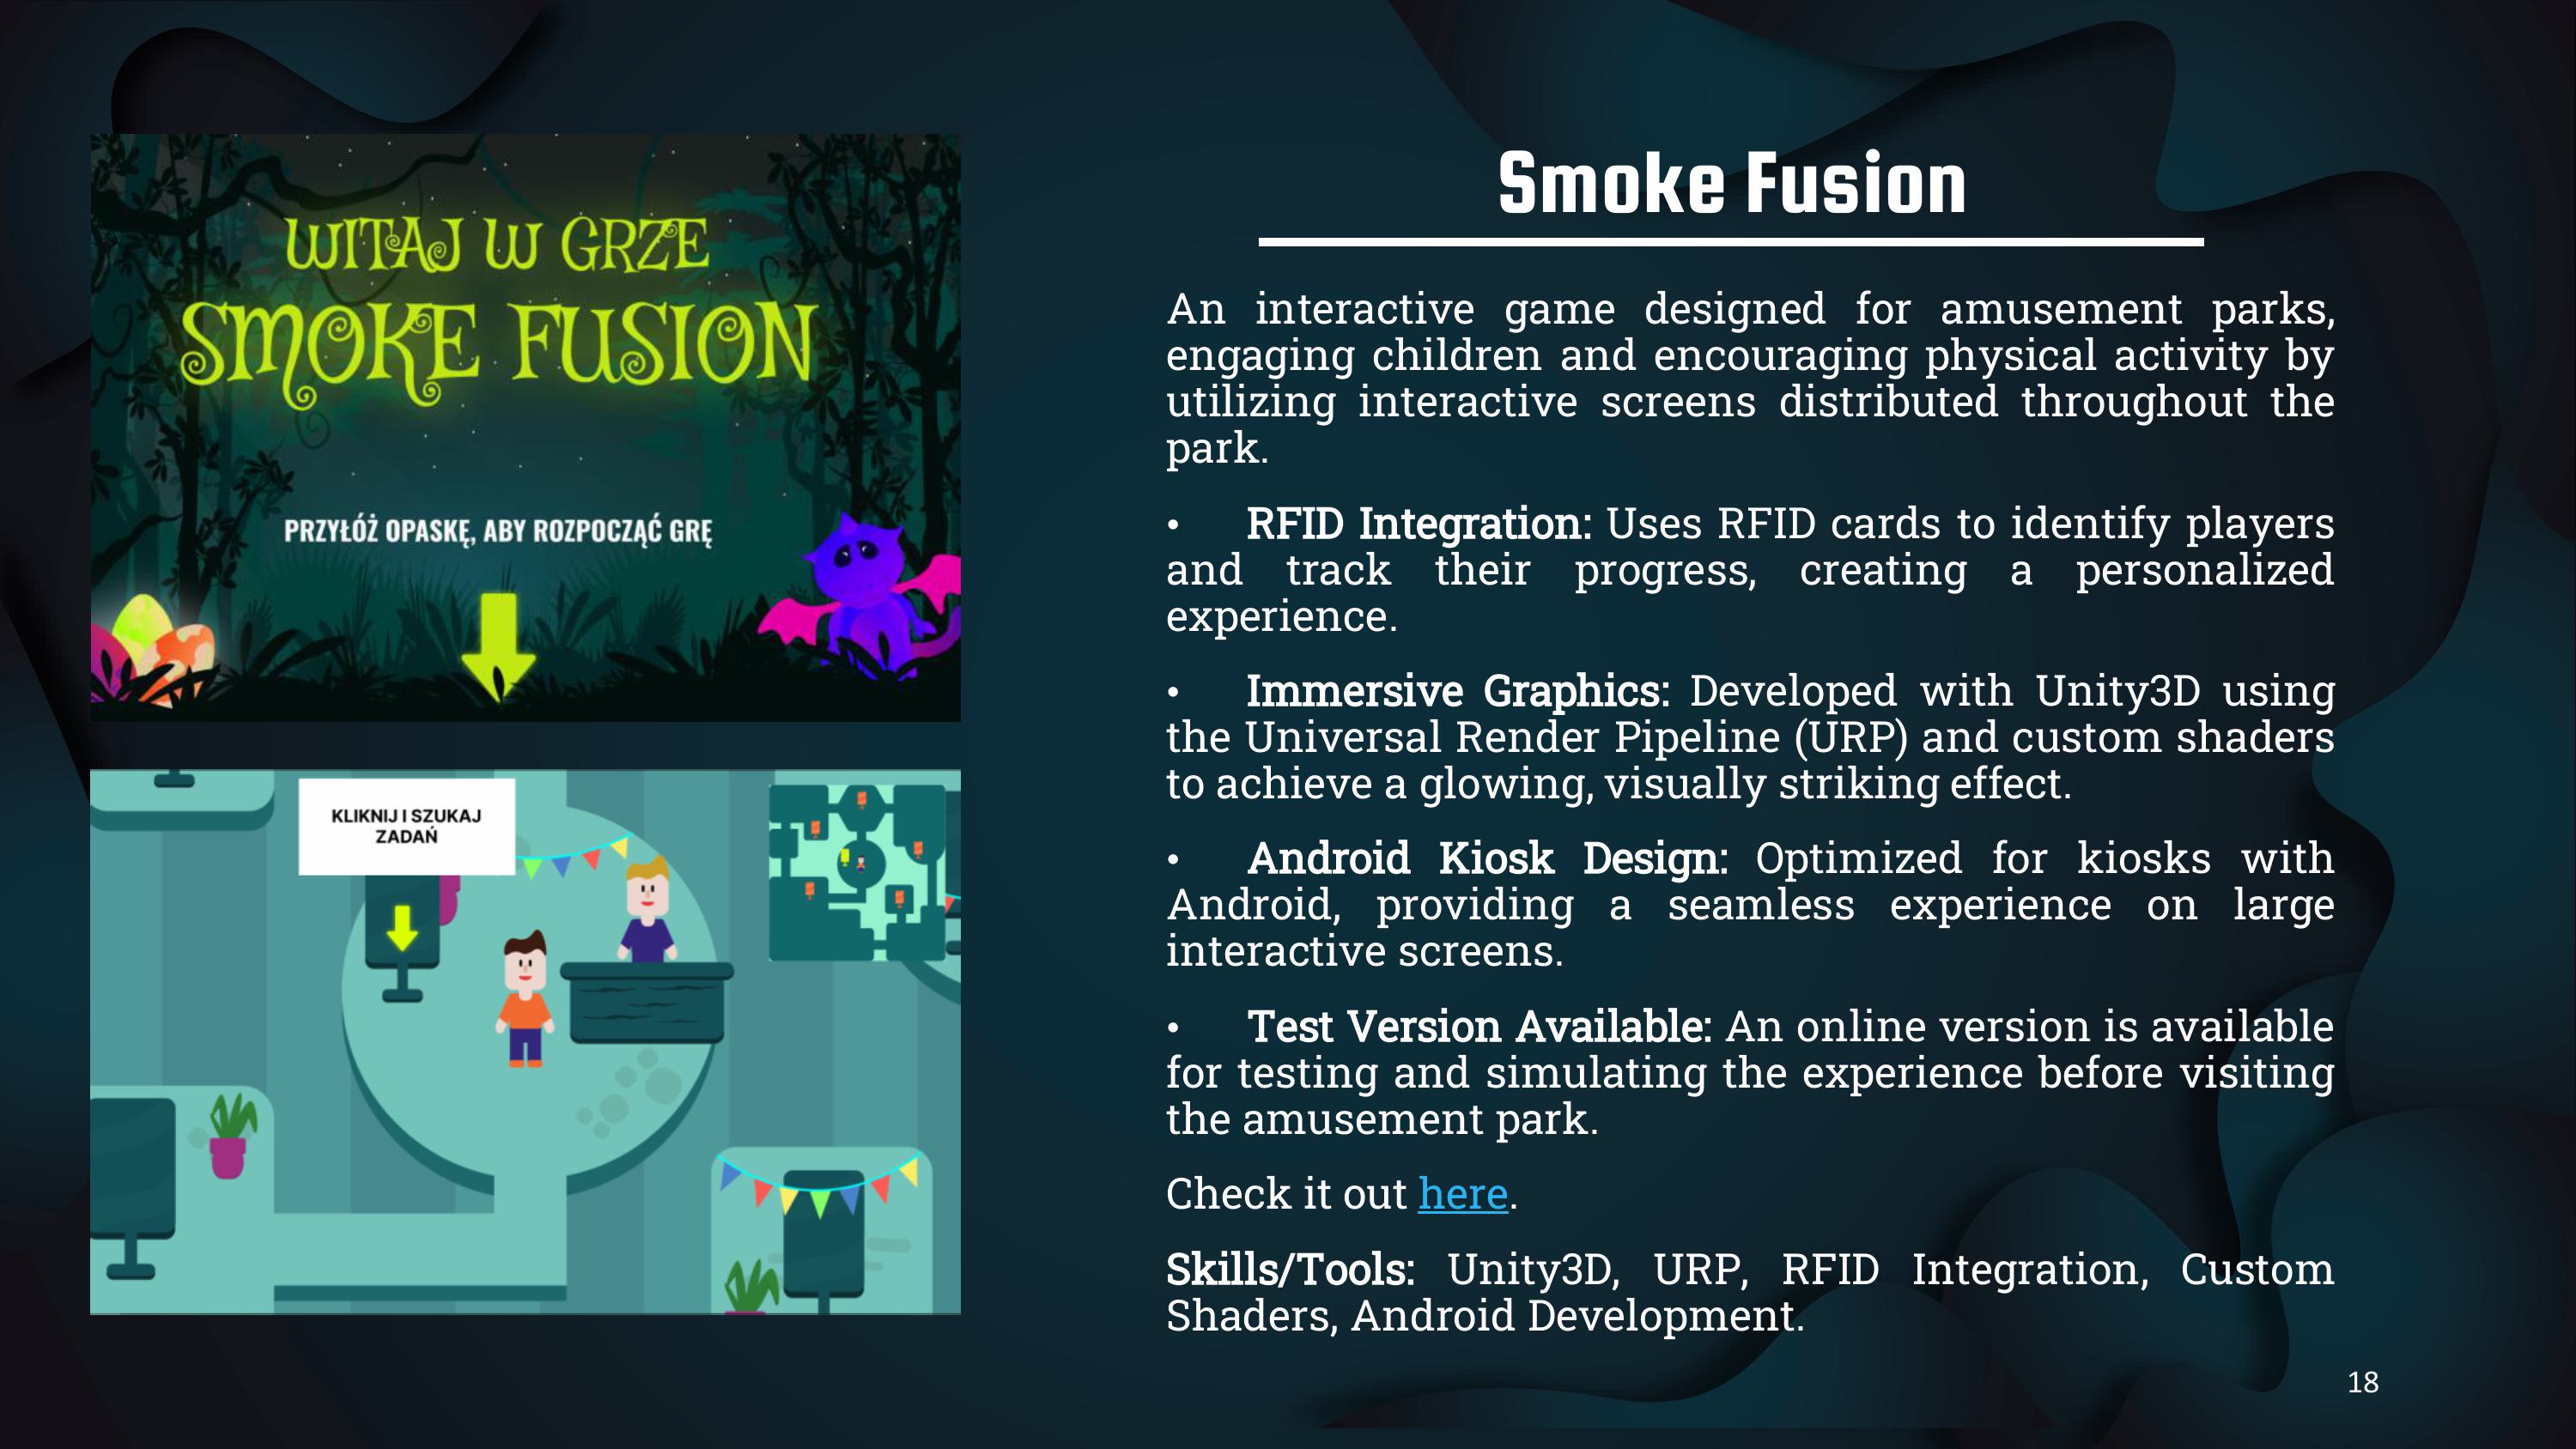 WITAJ W GRZE
SMOKE FUSION
PRZYŁÓŻ OPASKĘ, ABY ROZPOCZĄĆ GRĘ
KLIKNIJ I SZUKAJ
ZADAŃ
Smoke Fusion
An interactive game designed for amusement parks,
engaging children and encouraging physical activity by
utilizing interactive screens distributed throughout the
park.
• RFID Integration: Uses RFID cards to identify players
and track their progress, creating a personalized
experience.
• Immersive Graphics: Developed with Unity3D using
the Universal Render Pipeline (URP) and custom shaders
to achieve a glowing, visually striking effect.
• Android Kiosk Design: Optimized for kiosks with
Android, providing a seamless experience on large
interactive screens.
• Test Version Available: An online version is available
for testing and simulating the experience before visiting
the amusement park.
Check it out here.
Skills/Tools: Unity3D, URP, RFID Integration, Custom
Shaders, Android Development.
18